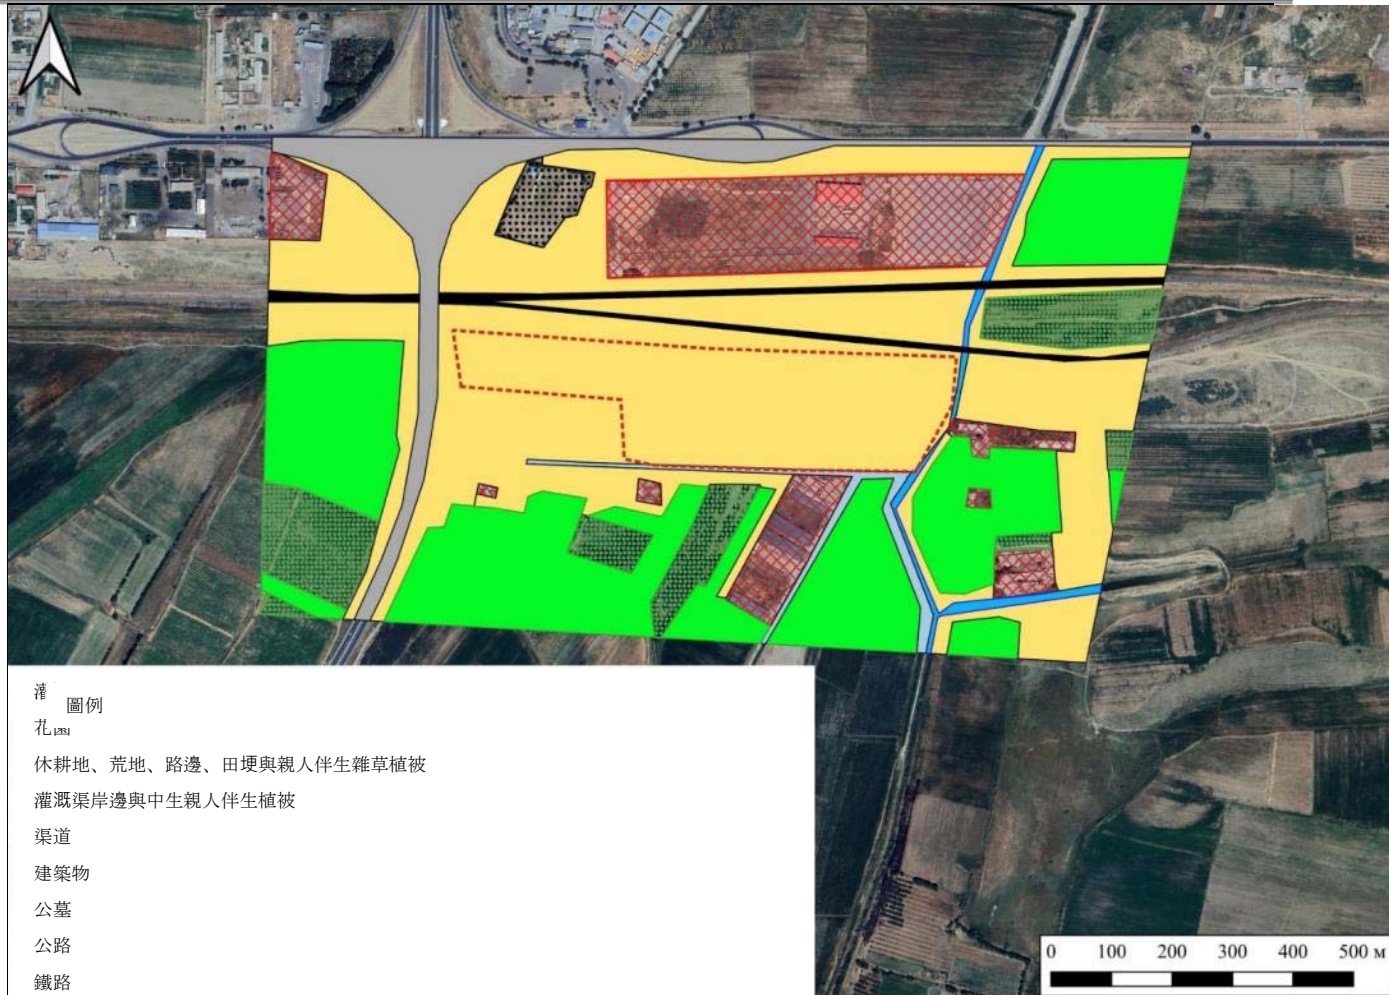 圖例
花園
休耕地、荒地、路邊、田埂與親人伴生雜草植被
灌溉渠岸邊與中生親人伴生植被
渠道
建築物
公墓
公路
鐵路
0 100 200 300 400 500 м